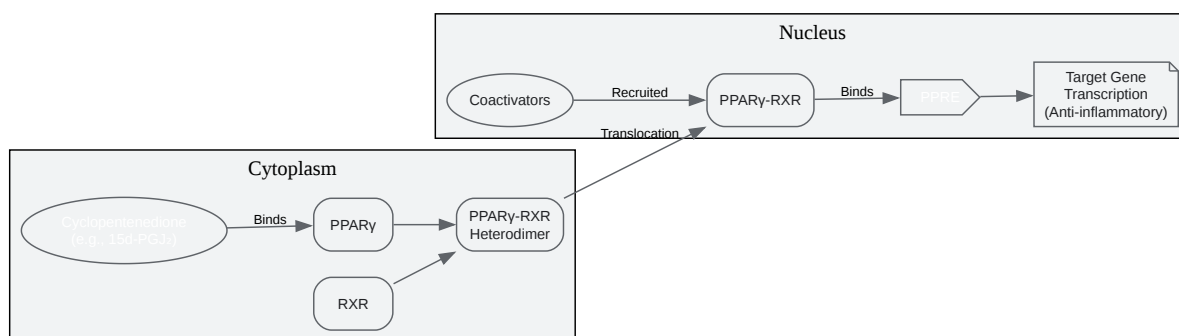 Nucleus
Coactivators
Recruited
PPARγ-RXR
Binds
PPRE
Target Gene
Transcription
(Anti-inflammatory)
Translocation
Cytoplasm
Cyclopentenedione
(e.g., 15d-PGJ₂)
Binds
PPARγ
PPARγ-RXR
Heterodimer
RXR